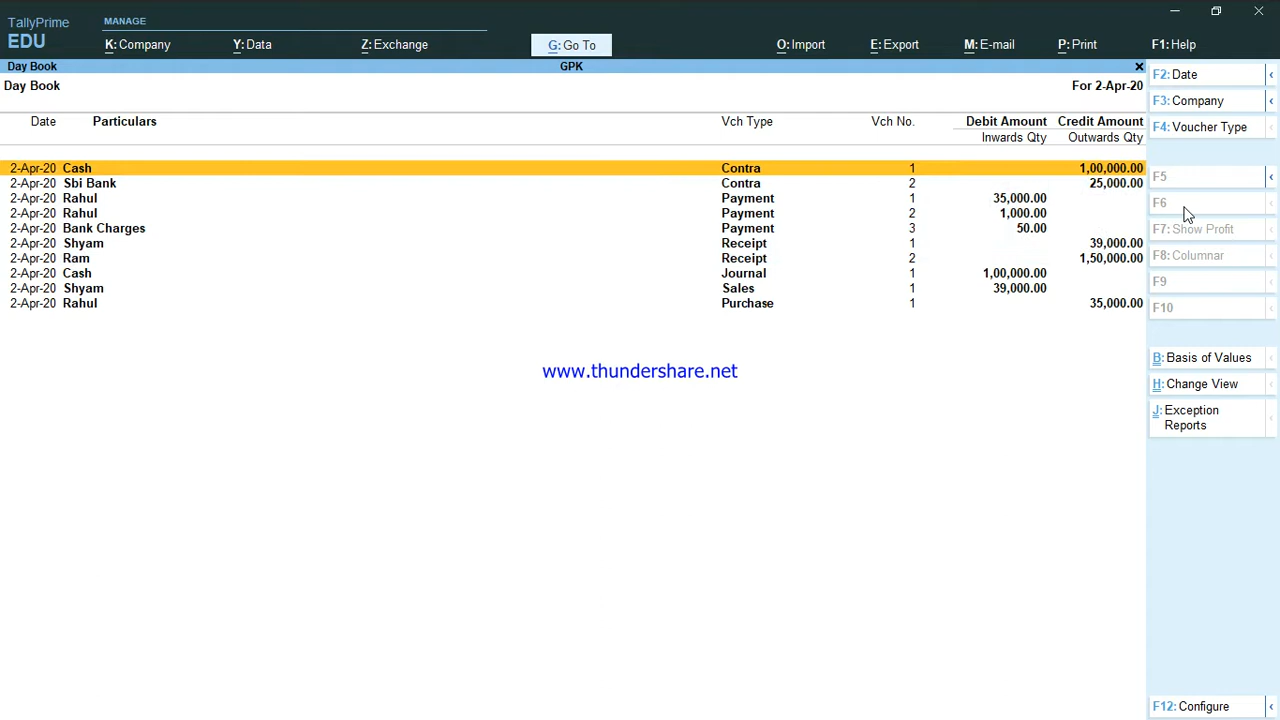 TallyPrime
EDU
MANAGE
K: Company Y: Data Z: Exchange G: Go To O: Import E: Export M: E-mail P: Print F1: Help
Day Book GPK
Day Book For 2-Apr-20
Date Particulars Vch Type Vch No. Debit Amount Credit Amount
Inwards Qty Outwards Qty
2-Apr-20 Cash Contra 1 1,00,000.00
2-Apr-20 Sbi Bank Contra 2 25,000.00
2-Apr-20 Rahul Payment 1 35,000.00
2-Apr-20 Rahul Payment 2 1,000.00
2-Apr-20 Bank Charges Payment 3 50.00
2-Apr-20 Shyam Receipt 1 39,000.00
2-Apr-20 Ram Receipt 2 1,50,000.00
2-Apr-20 Cash Journal 1 1,00,000.00
2-Apr-20 Shyam Sales 1 39,000.00
2-Apr-20 Rahul Purchase 1 35,000.00
www.thundershare.net
F2: Date
F3: Company
F4: Voucher Type
F5
F6
F7: Show Profit
F8: Columnar
F9
F10
B: Basis of Values
H: Change View
J: Exception
Reports
F12: Configure